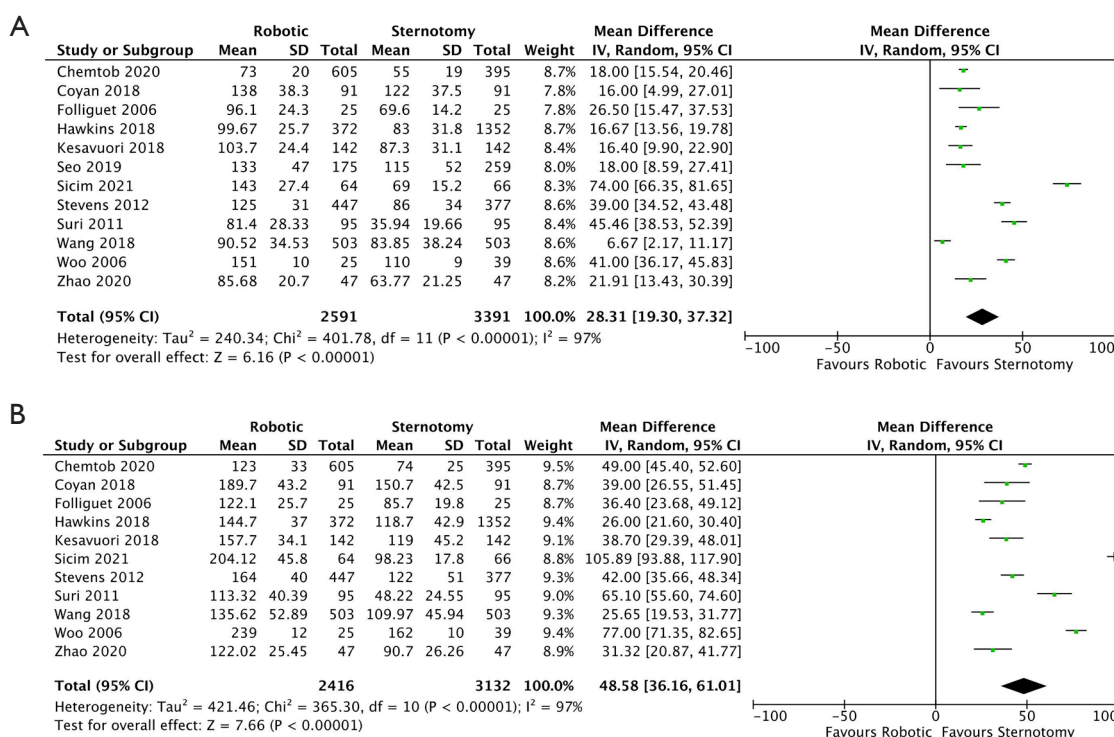 A
Robotic Sternotomy Mean Difference Mean Difference
Study or Subgroup Mean SD Total Mean SD Total Weight IV, Random, 95% CI IV, Random, 95% CI
Chemtob 2020 73 20 605 55 19 395 8.7% 18.00 [15.54, 20.46]
Coyan 2018 138 38.3 91 122 37.5 91 7.8% 16.00 [4.99, 27.01]
Folliguet 2006 96.1 24.3 25 69.6 14.2 25 7.8% 26.50 [15.47, 37.53]
Hawkins 2018 99.67 25.7 372 83 31.8 1352 8.7% 16.67 [13.56, 19.78]
Kesavuori 2018 103.7 24.4 142 87.3 31.1 142 8.4% 16.40 [9.90, 22.90]
Seo 2019 133 47 175 115 52 259 8.0% 18.00 [8.59, 27.41]
Sicim 2021 143 27.4 64 69 15.2 66 8.3% 74.00 [66.35, 81.65]
Stevens 2012 125 31 447 86 34 377 8.6% 39.00 [34.52, 43.48]
Suri 2011 81.4 28.33 95 35.94 19.66 95 8.4% 45.46 [38.53, 52.39]
Wang 2018 90.52 34.53 503 83.85 38.24 503 8.6% 6.67 [2.17, 11.17]
Woo 2006 151 10 25 110 9 39 8.6% 41.00 [36.17, 45.83]
Zhao 2020 85.68 20.7 47 63.77 21.25 47 8.2% 21.91 [13.43, 30.39]
Total (95% CI) 2591 3391 100.0% 28.31 [19.30, 37.32]
Heterogeneity: Tau² = 240.34; Chi² = 401.78, df = 11 (P < 0.00001); I² = 97%
Test for overall effect: Z = 6.16 (P < 0.00001)
-100 -50 0 50 100
Favours Robotic Favours Sternotomy
B
Robotic Sternotomy Mean Difference Mean Difference
Study or Subgroup Mean SD Total Mean SD Total Weight IV, Random, 95% CI IV, Random, 95% CI
Chemtob 2020 123 33 605 74 25 395 9.5% 49.00 [45.40, 52.60]
Coyan 2018 189.7 43.2 91 150.7 42.5 91 8.7% 39.00 [26.55, 51.45]
Folliguet 2006 122.1 25.7 25 85.7 19.8 25 8.7% 36.40 [23.68, 49.12]
Hawkins 2018 144.7 37 372 118.7 42.9 1352 9.4% 26.00 [21.60, 30.40]
Kesavuori 2018 157.7 34.1 142 119 45.2 142 9.1% 38.70 [29.39, 48.01]
Sicim 2021 204.12 45.8 64 98.23 17.8 66 8.8% 105.89 [93.88, 117.90]
Stevens 2012 164 40 447 122 51 377 9.3% 42.00 [35.66, 48.34]
Suri 2011 113.32 40.39 95 48.22 24.55 95 9.0% 65.10 [55.60, 74.60]
Wang 2018 135.62 52.89 503 109.97 45.94 503 9.3% 25.65 [19.53, 31.77]
Woo 2006 239 12 25 162 10 39 9.4% 77.00 [71.35, 82.65]
Zhao 2020 122.02 25.45 47 90.7 26.26 47 8.9% 31.32 [20.87, 41.77]
Total (95% CI) 2416 3132 100.0% 48.58 [36.16, 61.01]
Heterogeneity: Tau² = 421.46; Chi² = 365.30, df = 10 (P < 0.00001); I² = 97%
Test for overall effect: Z = 7.66 (P < 0.00001)
-100 -50 0 50 100
Favours Robotic Favours Sternotomy